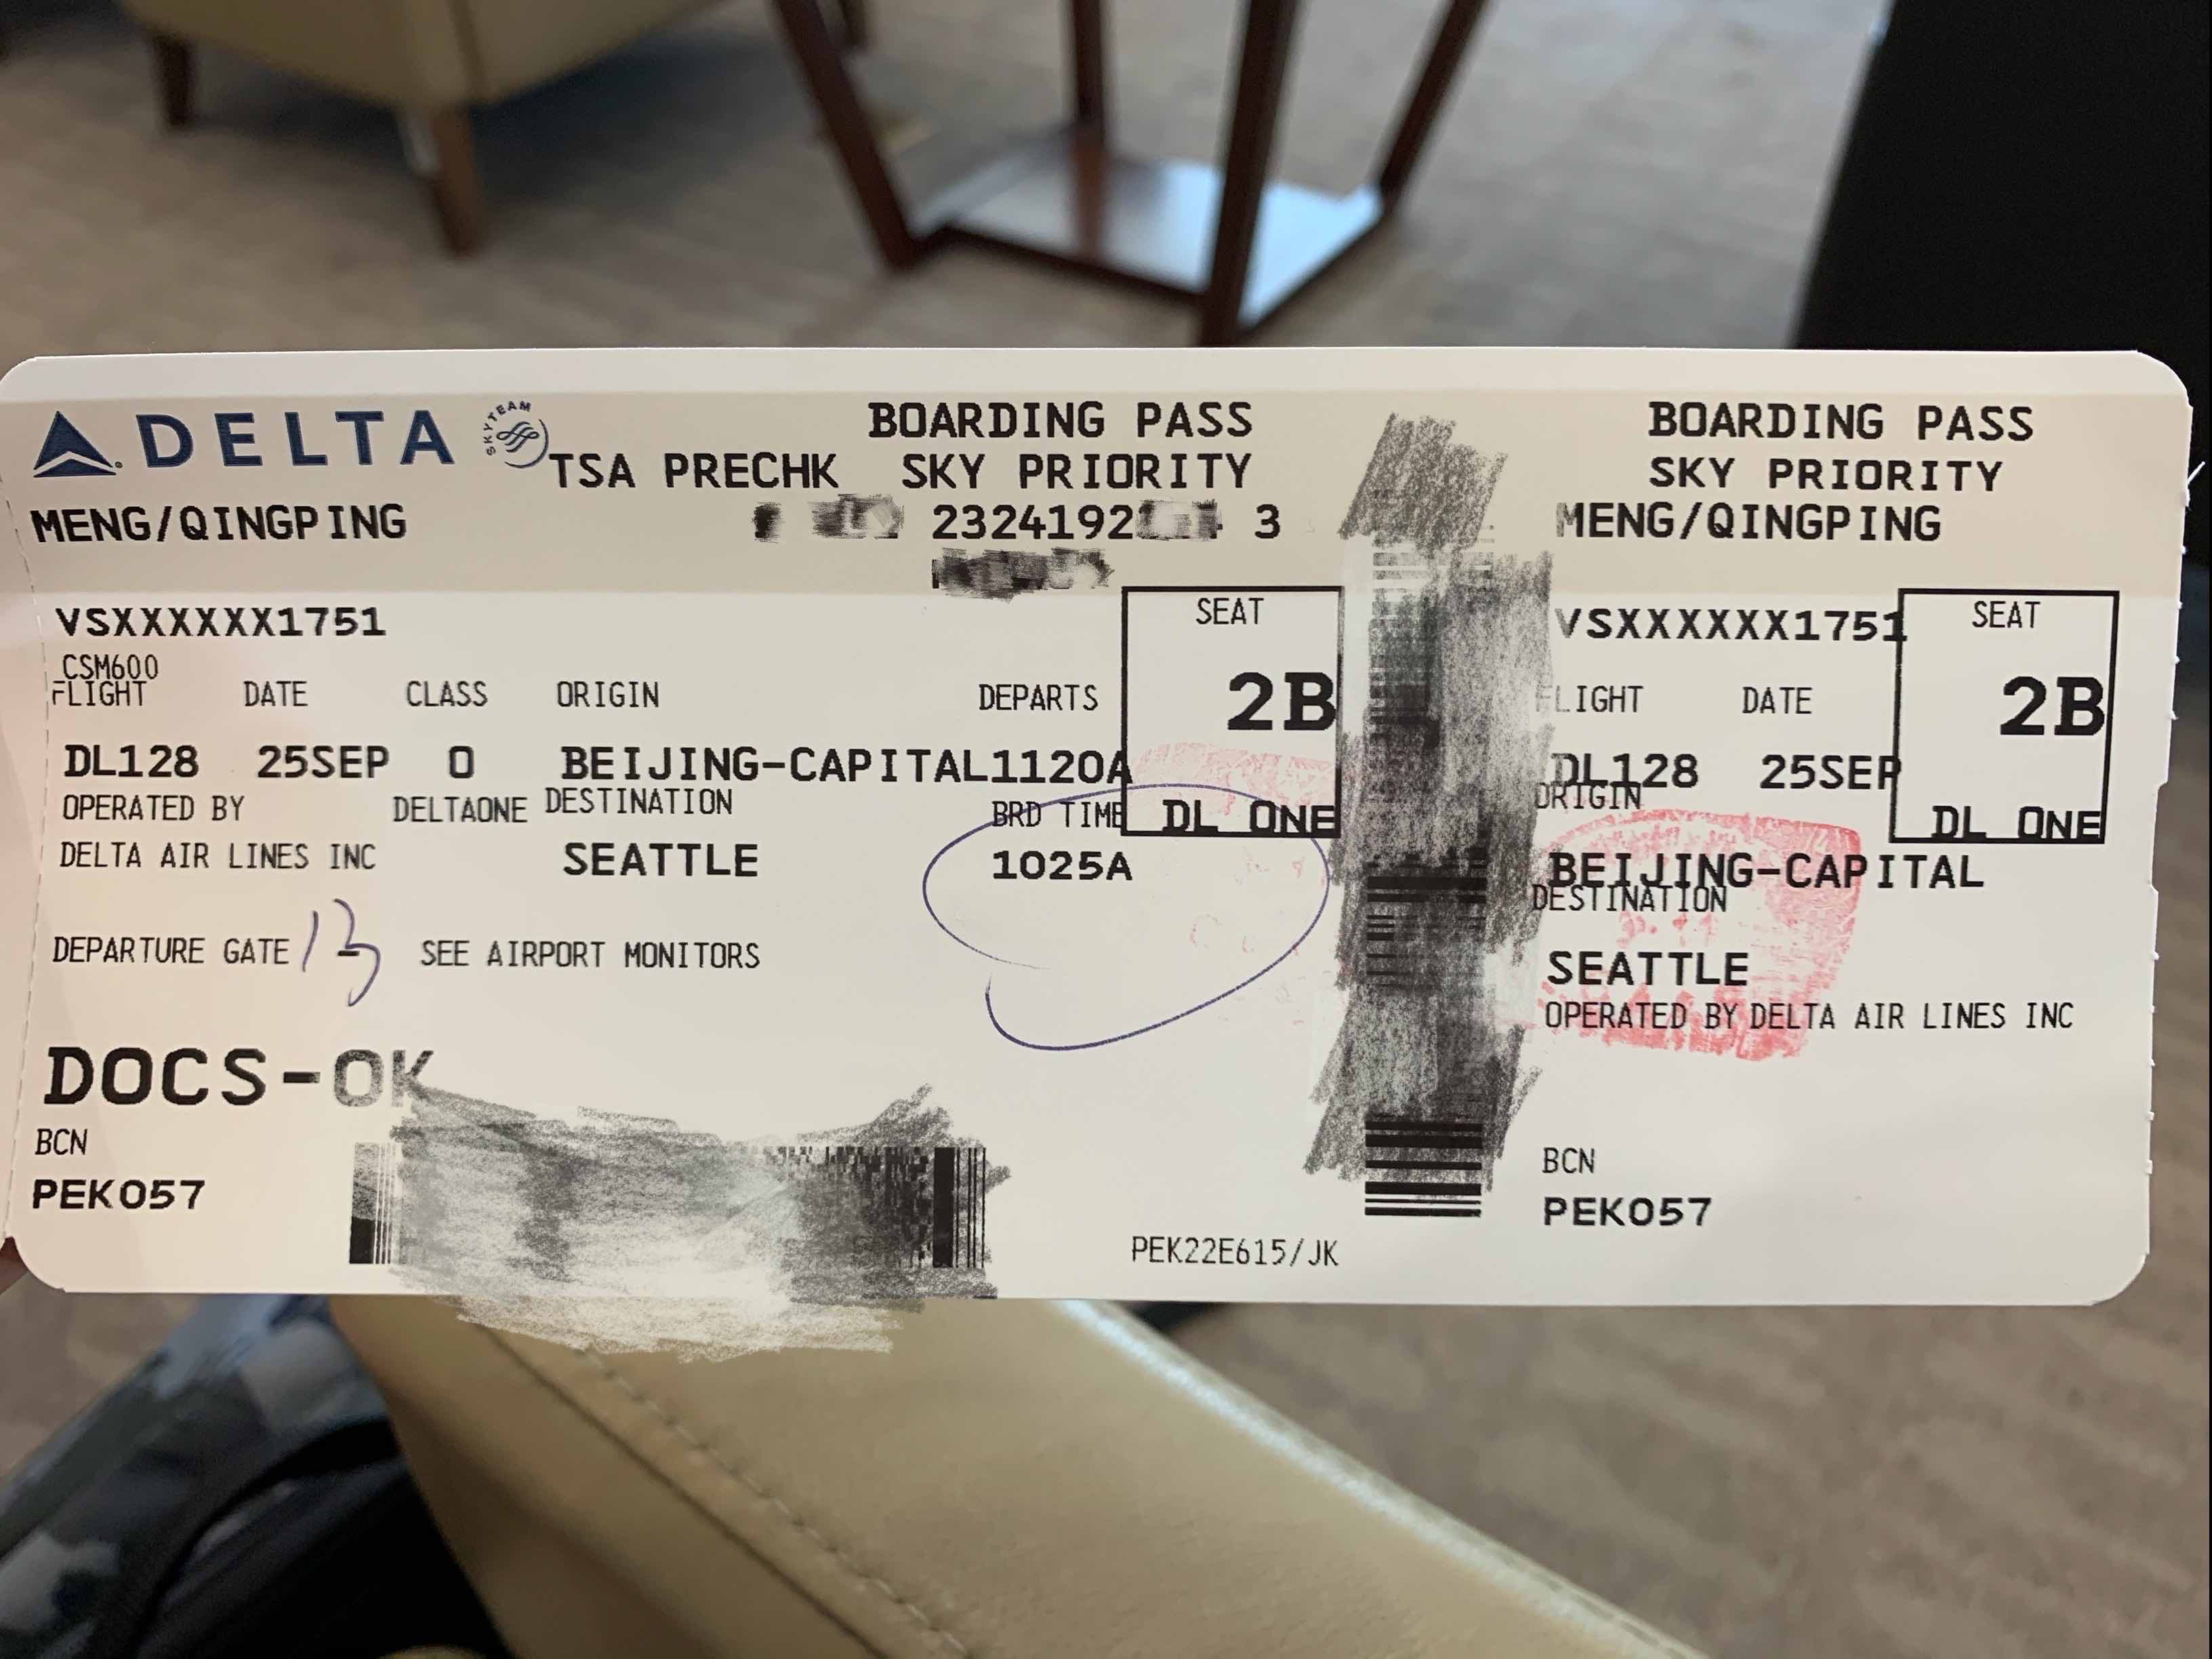 DELTA SKYTEAM
BOARDING PASS
TSA PRECHK SKY PRIORITY
MENG/QINGPING
2324192 3
VSXXXXXX1751
CSM600
FLIGHT DATE CLASS ORIGIN DEPARTS
SEAT
2B
DL128 25SEP O BEIJING-CAPITAL 1120A
OPERATED BY DELTAONE DESTINATION BRD TIME DL ONE
DELTA AIR LINES INC SEATTLE 1025A
DEPARTURE GATE 13 SEE AIRPORT MONITORS
DOCS-OK
BCN
PEK057
PEK22E615/JK
BOARDING PASS
SKY PRIORITY
MENG/QINGPING
VSXXXXXX1751
SEAT
2B
FLIGHT DATE
DL128 25SEP
ORIGIN DL ONE
BEIJING-CAPITAL
DESTINATION
SEATTLE
OPERATED BY DELTA AIR LINES INC
BCN
PEK057